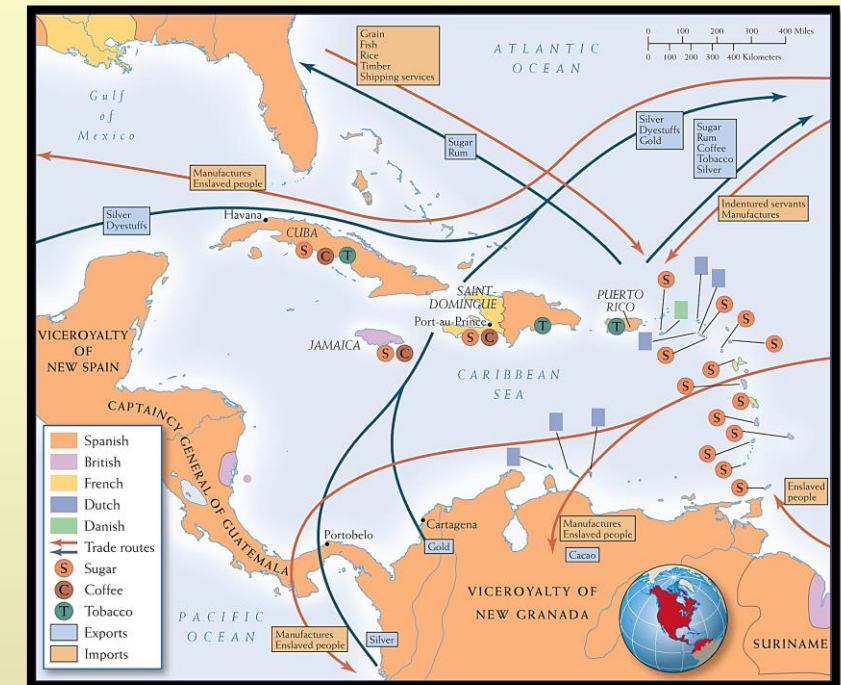 Grain
Fish
Rice
Timber
Shipping services
ATLANTIC
OCEAN
0 100 200 300 400 Miles
0 100 200 300 400 Kilometers
Gulf
of
Mexico
Sugar
Rum
Silver
Dyestuffs
Gold
Sugar
Rum
Coffee
Tobacco
Silver
Manufactures
Enslaved people
Indentured servants
Manufactures
Silver
Dyestuffs
Havana
CUBA
S C T
SAINT-
DOMINGUE
Port-au-Prince
S C
T
PUERTO
RICO
T
S
S
S
S
S
S
S
S
S
S
S
S
S
JAMAICA
S C
VICEROYALTY
OF
NEW SPAIN
CARIBBEAN
SEA
CAPTAINCY GENERAL OF GUATEMALA
Spanish
British
French
Dutch
Danish
Trade routes
S Sugar
C Coffee
T Tobacco
Exports
Imports
Portobelo
Cartagena
Gold
Manufactures
Enslaved people
Cacao
Enslaved
people
VICEROYALTY OF
NEW GRANADA
PACIFIC
OCEAN
Manufactures
Enslaved people
Silver
SURINAME